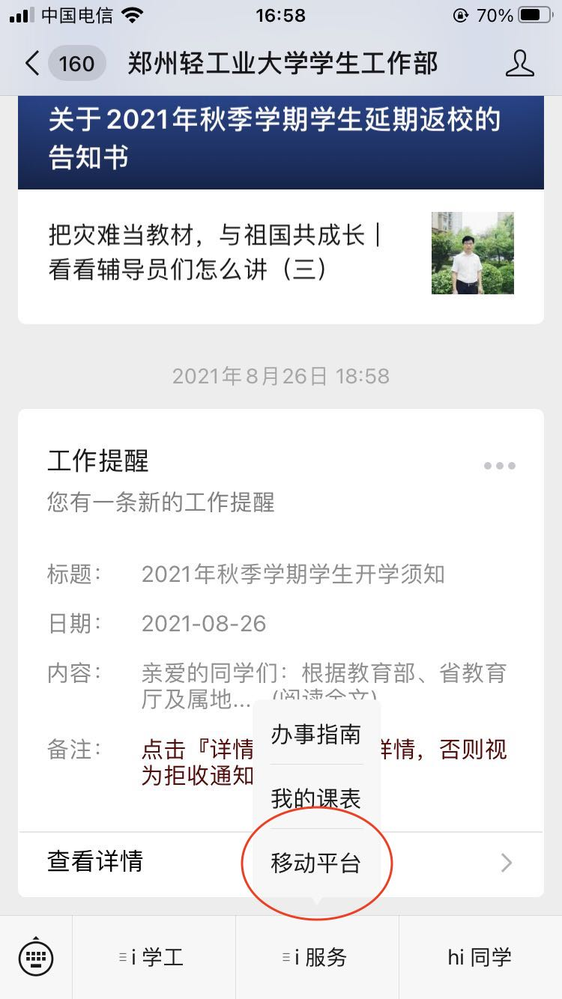 中国电信 16:58 70%
160 郑州轻工业大学学生工作部
关于2021年秋季学期学生延期返校的
告知书
把灾难当教材，与祖国共成长｜
看看辅导员们怎么讲（三）
2021年8月26日 18:58
工作提醒
您有一条新的工作提醒
标题： 2021年秋季学期学生开学须知
日期： 2021-08-26
内容： 亲爱的同学们：根据教育部、省教育
厅及属地... (阅读全文)
办事指南
备注： 点击『详情 详情，否则视
为拒收通知
我的课表
移动平台
查看详情
i 学工 i 服务 hi 同学